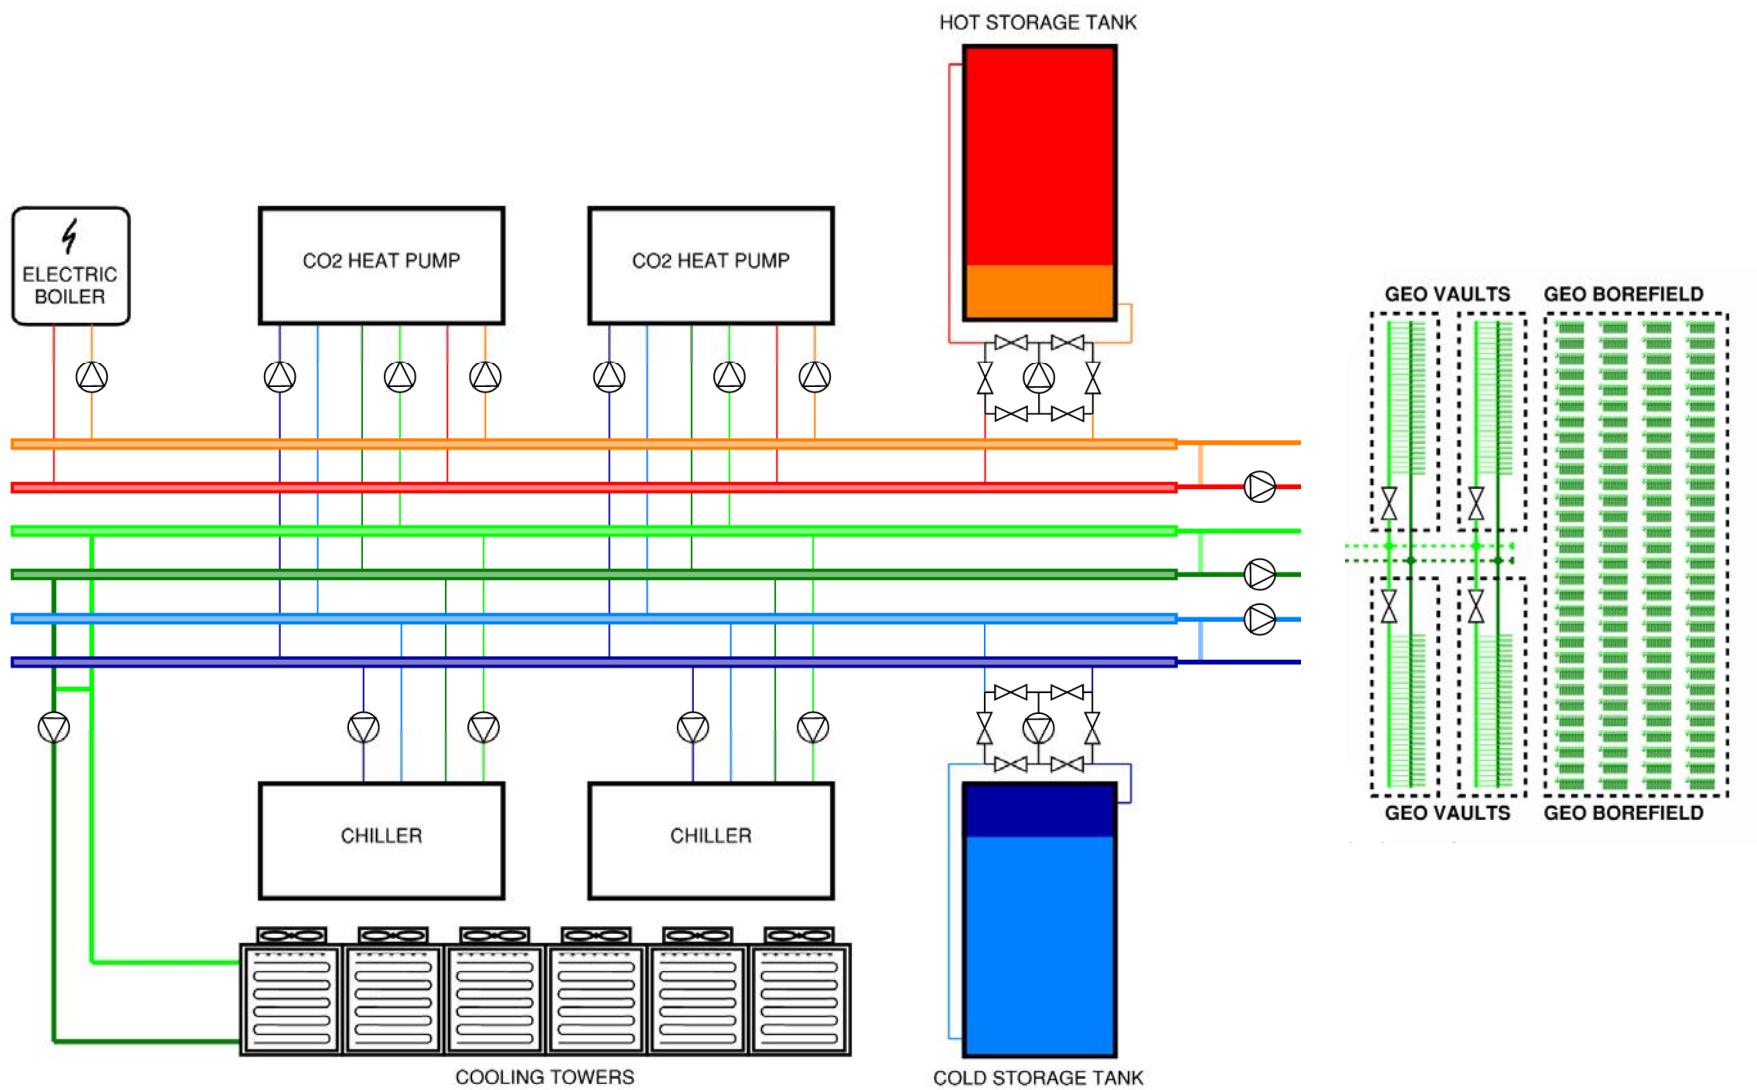 HOT STORAGE TANK
ELECTRIC
BOILER
CO2 HEAT PUMP
CO2 HEAT PUMP
GEO VAULTS
GEO BOREFIELD
CHILLER
CHILLER
GEO VAULTS
GEO BOREFIELD
COOLING TOWERS
COLD STORAGE TANK